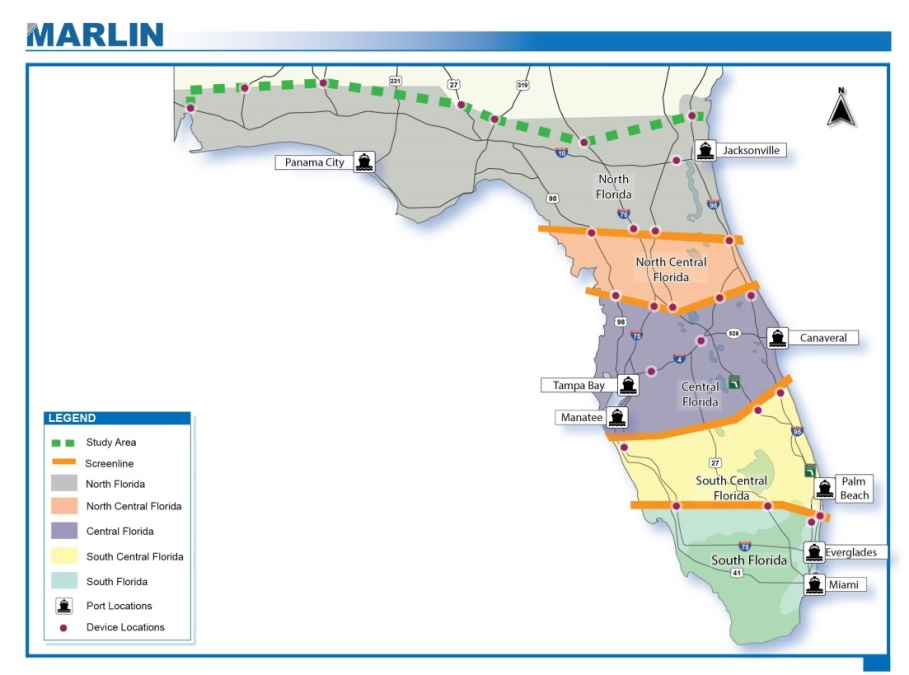 MARLIN
N
231
27
319
Panama City
10
Jacksonville
North
Florida
98
75
95
North Central
Florida
98
75
528
Canaveral
4
Tampa Bay
Central
Florida
Manatee
95
27
South Central
Florida
Palm
Beach
75
Everglades
South Florida
41
Miami
LEGEND
Study Area
Screenline
North Florida
North Central Florida
Central Florida
South Central Florida
South Florida
Port Locations
Device Locations